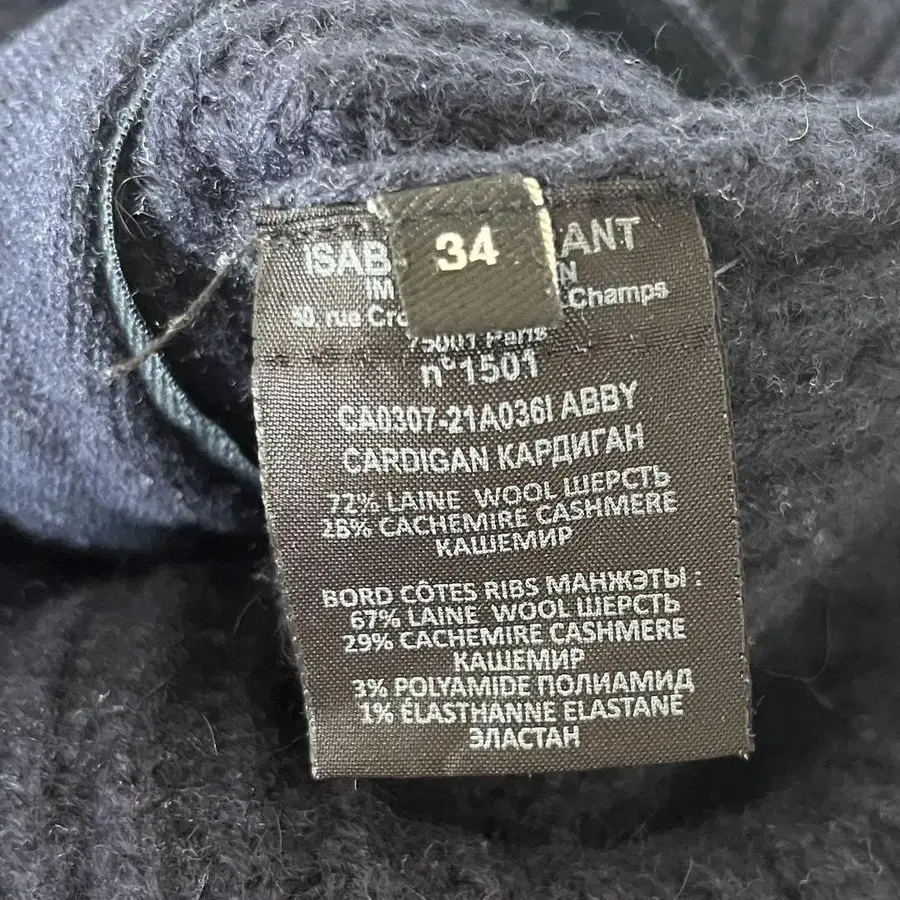 34
ISAB ANT
IM N
rue Cro Champs
75001 Paris
n°1501
CA0307-21A036I ABBY
CARDIGAN КАРДИГАН
72% LAINE WOOL ШЕРСТЬ
28% CACHEMIRE CASHMERE
КАШЕМИР
BORD CÔTES RIBS МАНЖЭТЫ :
67% LAINE WOOL ШЕРСТЬ
29% CACHEMIRE CASHMERE
КАШЕМИР
3% POLYAMIDE ПОЛИАМИД
1% ÉLASTHANNE ELASTANE
ЭЛАСТАН